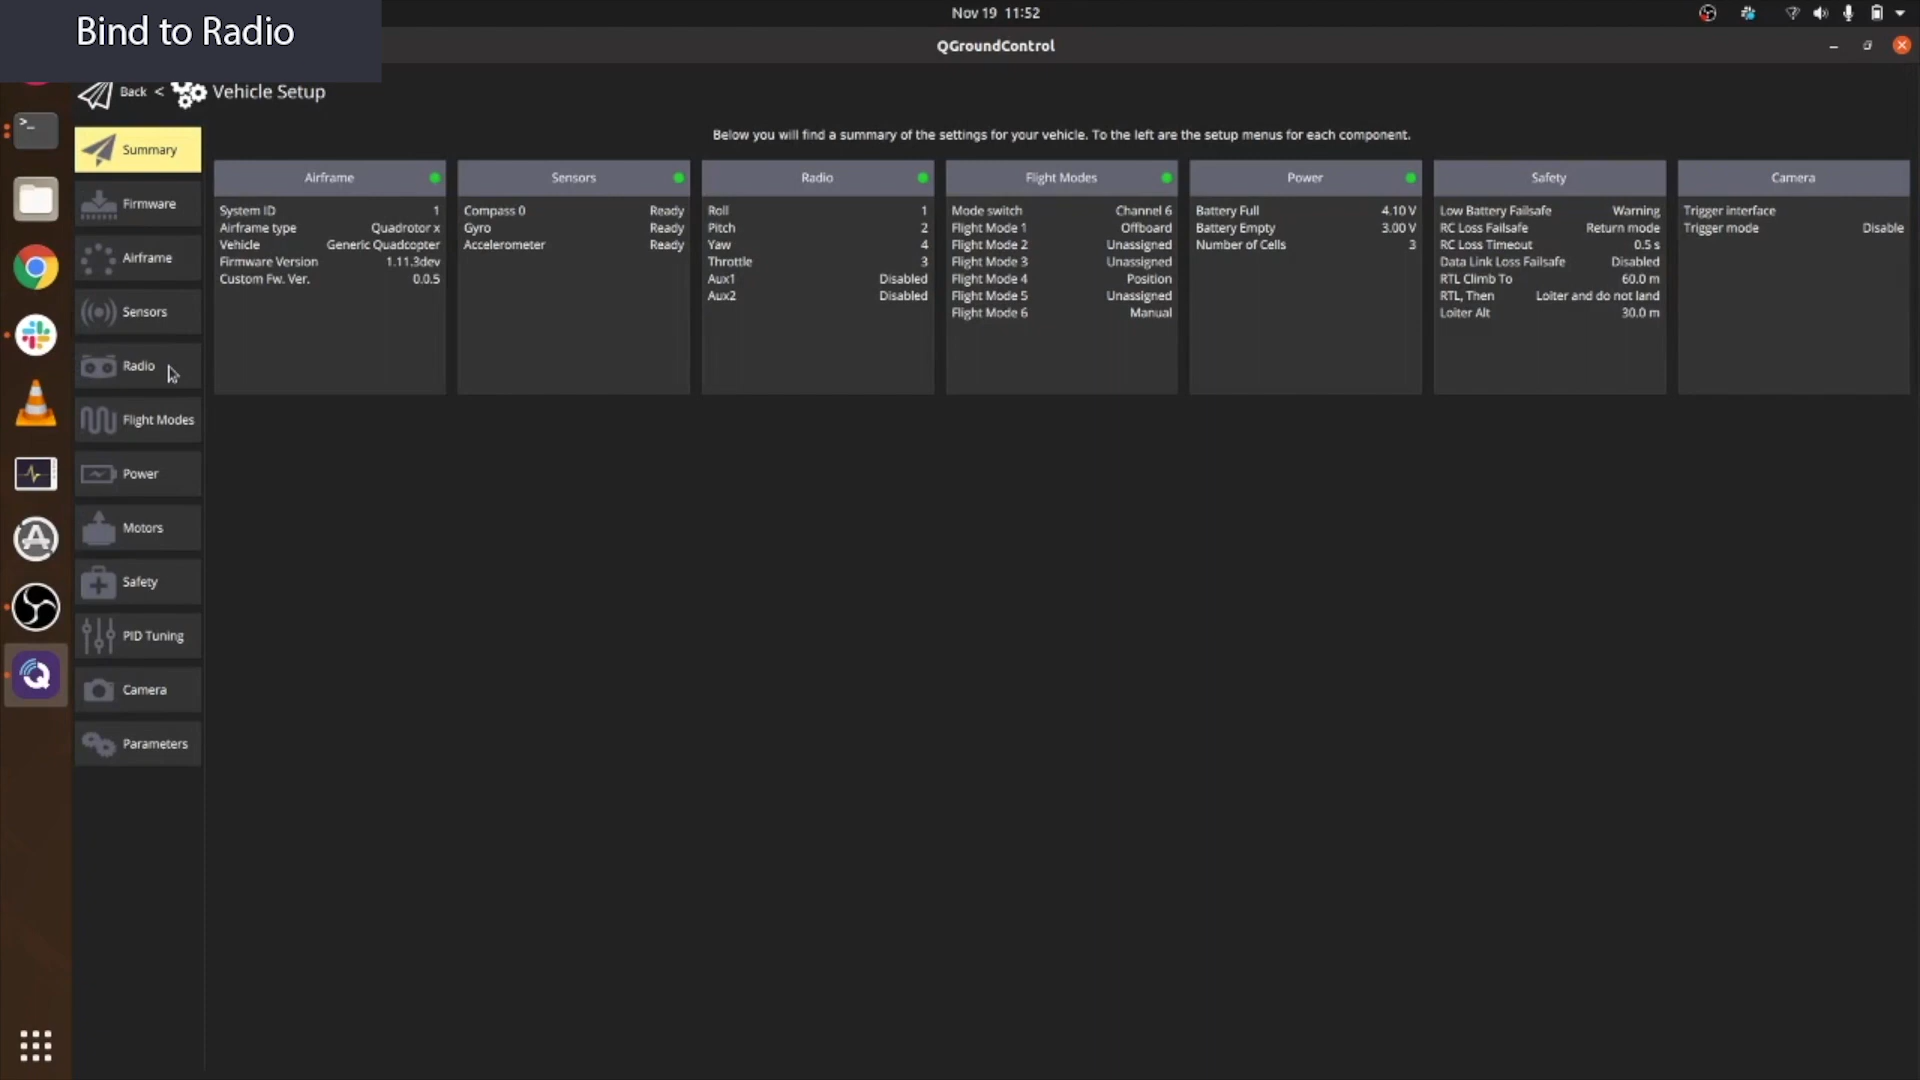 Bind to Radio
Nov 19 11:52
QGroundControl
Back < Vehicle Setup
Below you will find a summary of the settings for your vehicle. To the left are the setup menus for each component.
Summary
Firmware
Airframe
Sensors
Radio
Flight Modes
Power
Motors
Safety
PID Tuning
Camera
Parameters
Airframe
System ID 1
Airframe type Quadrotor x
Vehicle Generic Quadcopter
Firmware Version 1.11.3dev
Custom Fw. Ver. 0.0.5
Sensors
Compass 0 Ready
Gyro Ready
Accelerometer Ready
Radio
Roll 1
Pitch 2
Yaw 4
Throttle 3
Aux1 Disabled
Aux2 Disabled
Flight Modes
Mode switch Channel 6
Flight Mode 1 Offboard
Flight Mode 2 Unassigned
Flight Mode 3 Unassigned
Flight Mode 4 Position
Flight Mode 5 Unassigned
Flight Mode 6 Manual
Power
Battery Full 4.10 V
Battery Empty 3.00 V
Number of Cells 3
Safety
Low Battery Failsafe Warning
RC Loss Failsafe Return mode
RC Loss Timeout 0.5 s
Data Link Loss Failsafe Disabled
RTL Climb To 60.0 m
RTL, Then Loiter and do not land
Loiter Alt 30.0 m
Camera
Trigger interface
Trigger mode Disable